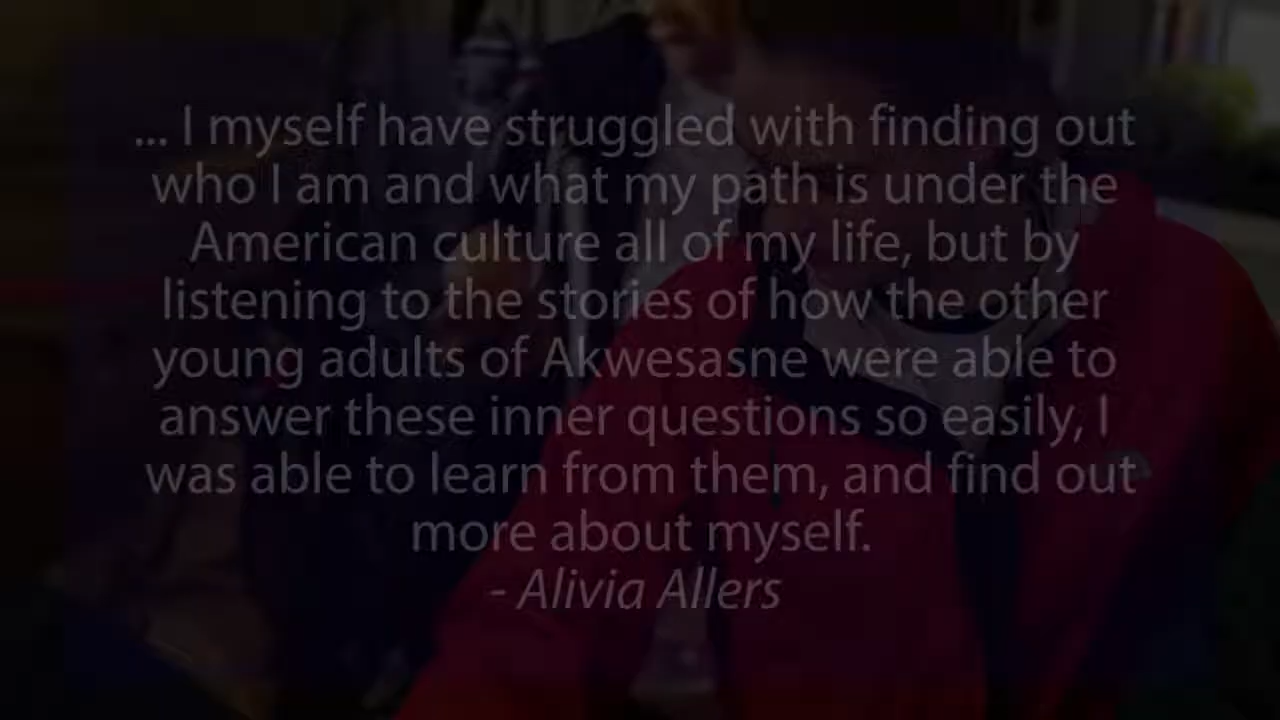 ... I myself have struggled with finding out
who I am and what my path is under the
American culture all of my life, but by
listening to the stories of how the other
young adults of Akwesasne were able to
answer these inner questions so easily, I
was able to learn from them, and find out
more about myself.
- Alivia Allers